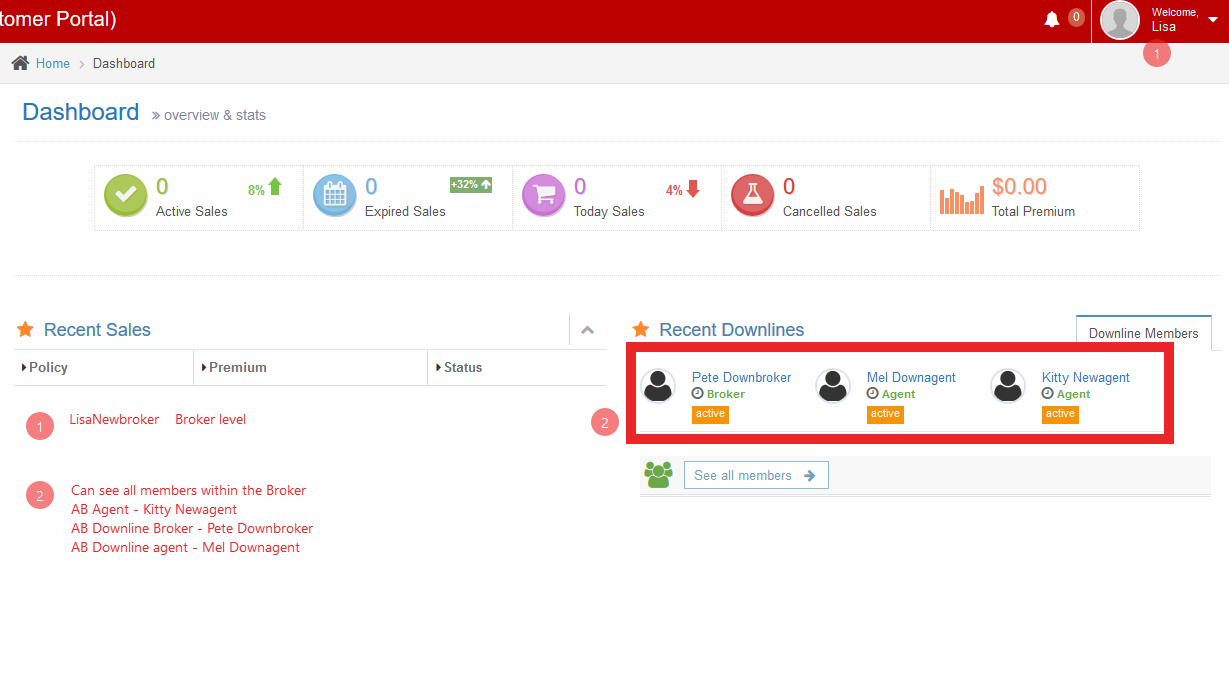 tomer Portal)
0
Welcome,
Lisa
1
Home > Dashboard
Dashboard » overview & stats
0
8%
Active Sales
0
+32%
Expired Sales
0
4%
Today Sales
0
Cancelled Sales
$0.00
Total Premium
Recent Sales
Policy
Premium
Status
1
LisaNewbroker Broker level
2
Can see all members within the Broker
AB Agent - Kitty Newagent
AB Downline Broker - Pete Downbroker
AB Downline agent - Mel Downagent
Recent Downlines
Downline Members
2
Pete Downbroker
Broker
active
Mel Downagent
Agent
active
Kitty Newagent
Agent
active
See all members